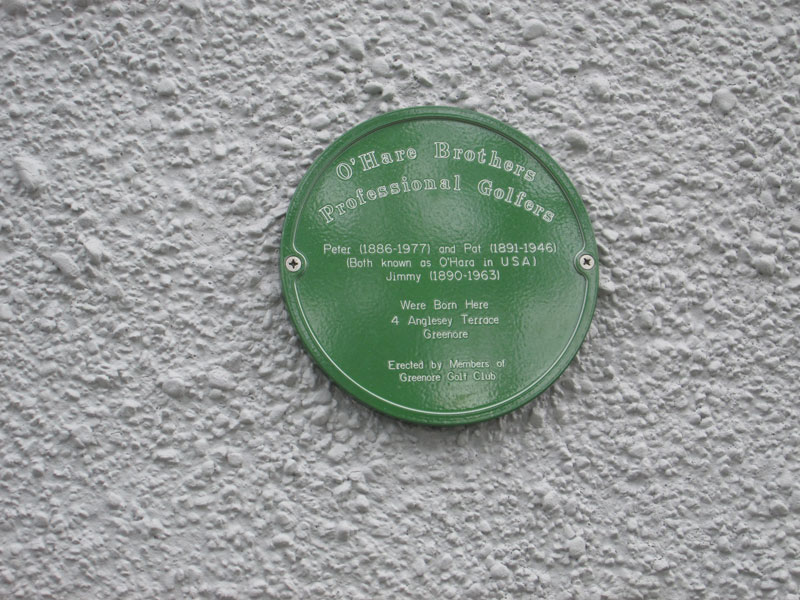 O'Hare Brothers
Professional Golfers
Peter (1886-1977) and Pat (1891-1946)
(Both known as O'Hara in U S A)
Jimmy (1890-1963)
Were Born Here
4 Anglesey Terrace
Greenore
Erected by Members of
Greenore Golf Club